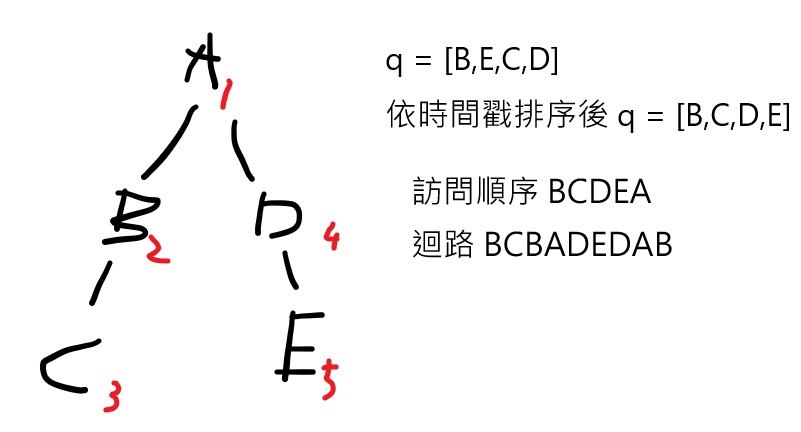 A
1
q = [B,E,C,D]
依時間戳排序後 q = [B,C,D,E]
訪問順序 BCDEA
迴路 BCBADEDAB
B
2
D
4
C
3
E
5